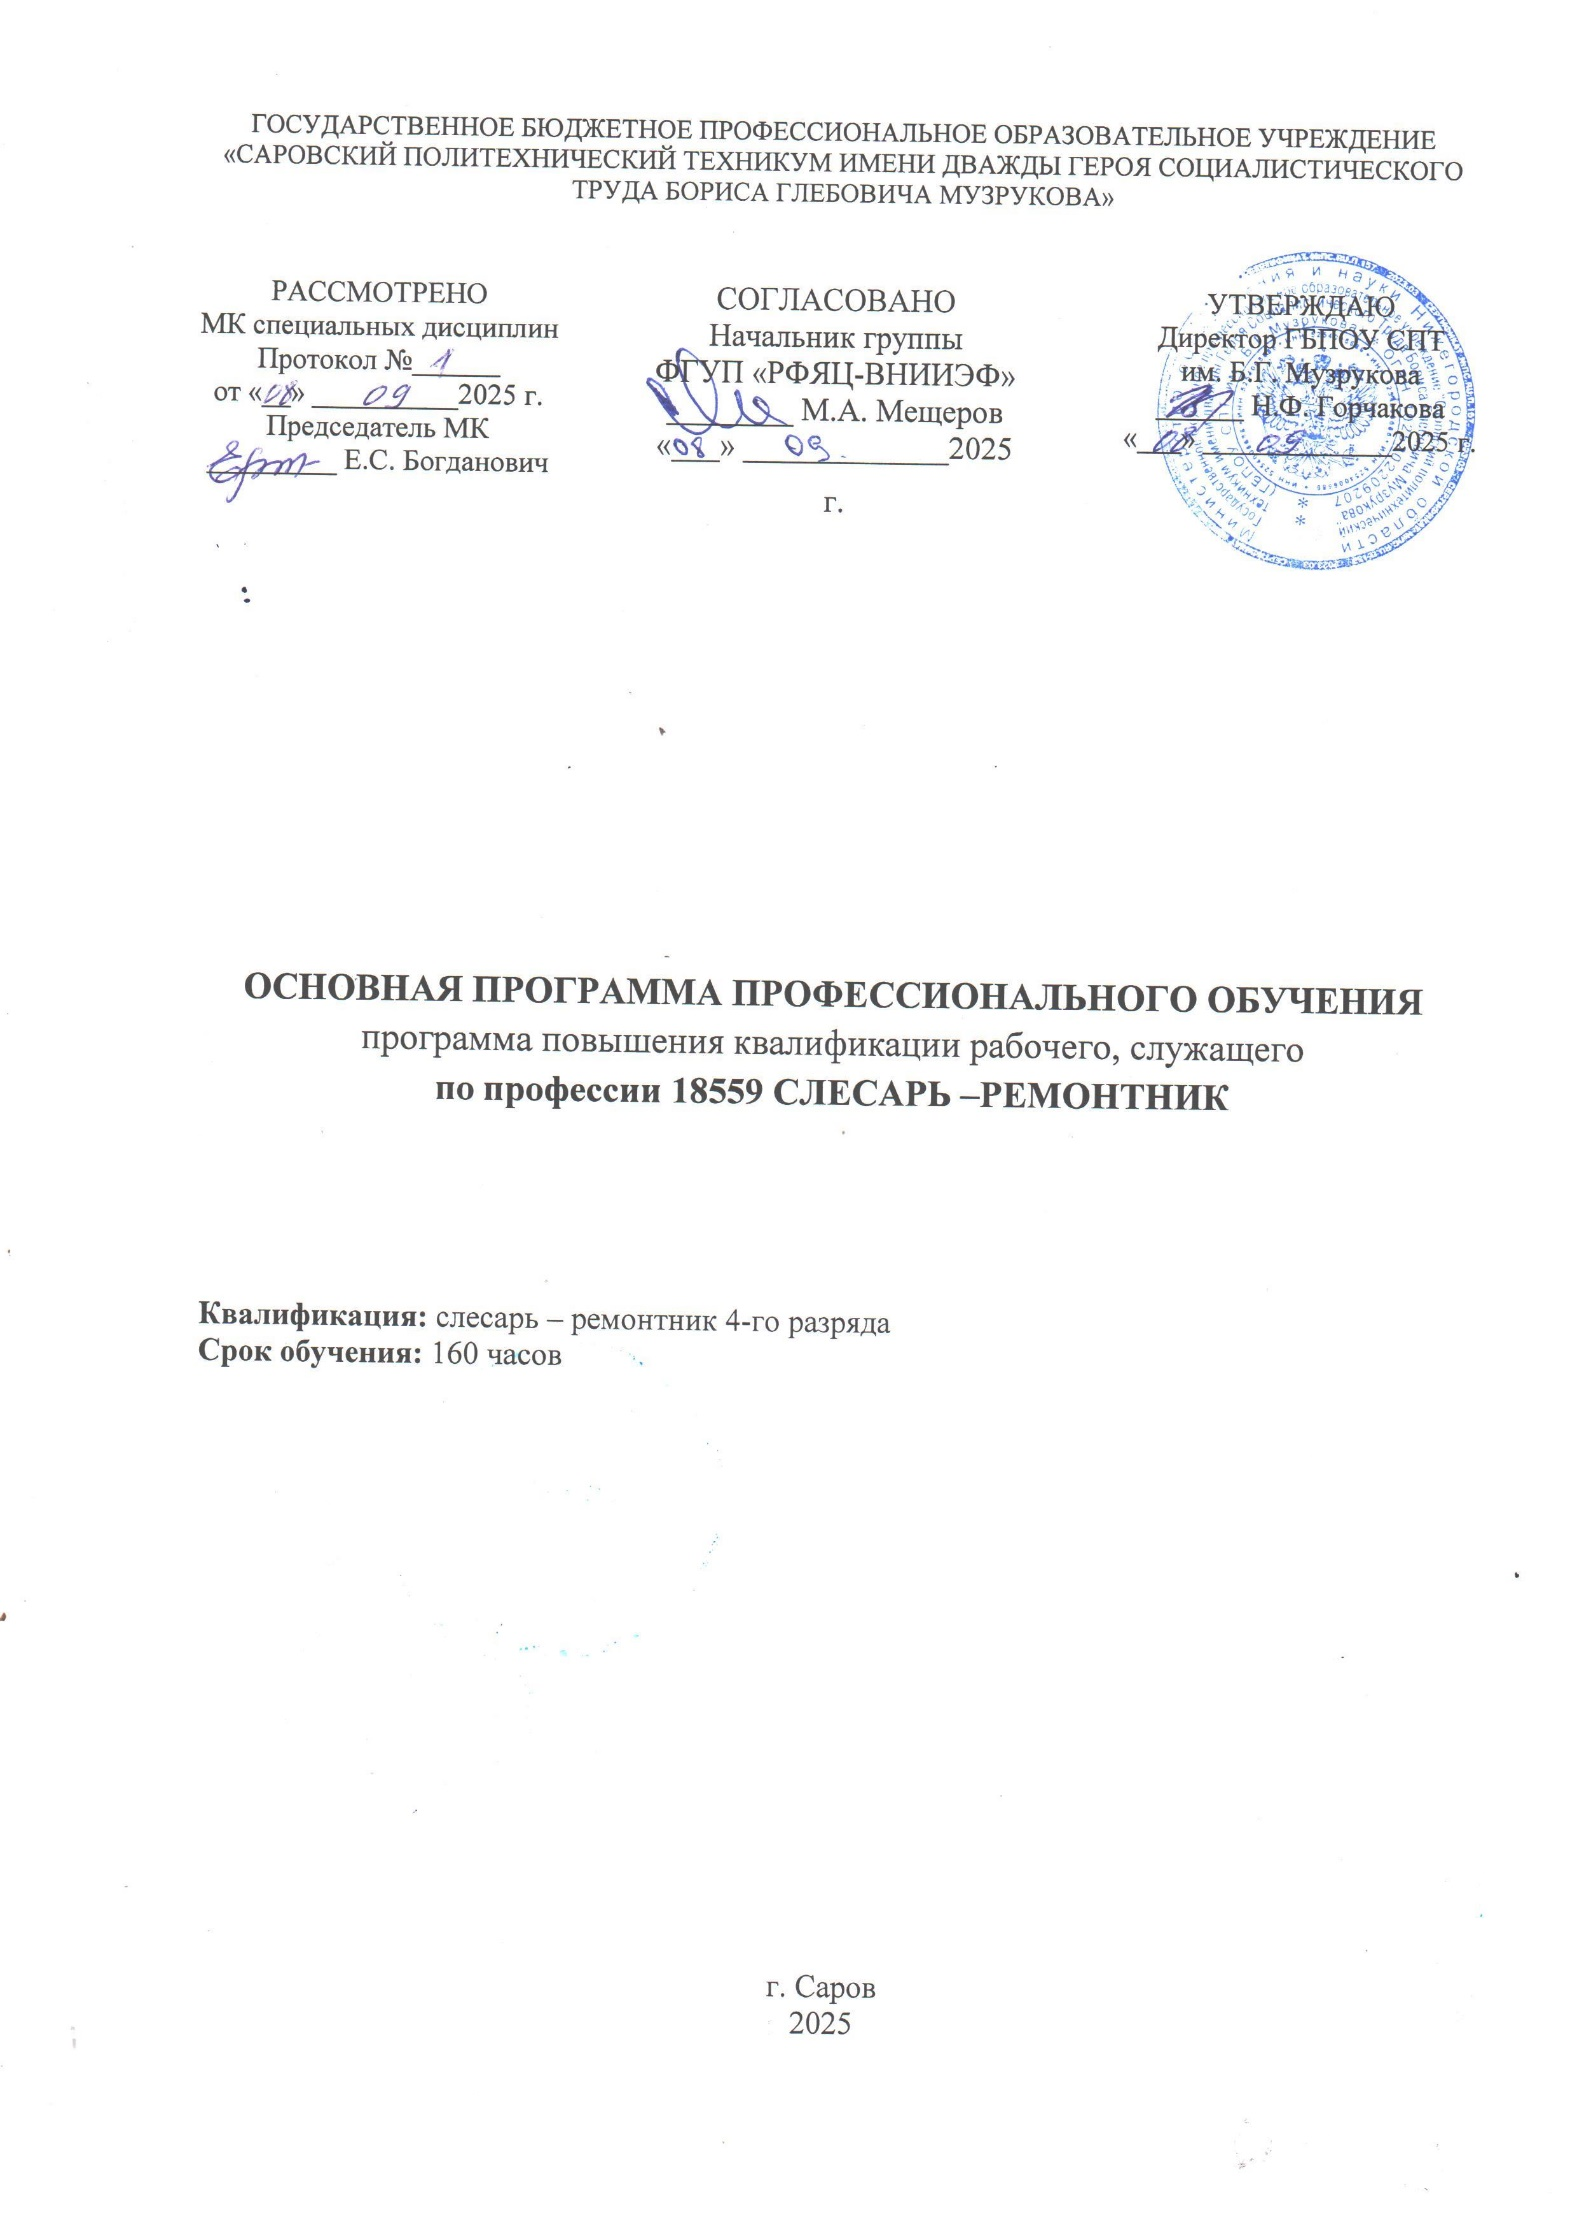 ГОСУДАРСТВЕННОЕ БЮДЖЕТНОЕ ПРОФЕССИОНАЛЬНОЕ ОБРАЗОВАТЕЛЬНОЕ УЧРЕЖДЕНИЕ
«САРОВСКИЙ ПОЛИТЕХНИЧЕСКИЙ ТЕХНИКУМ ИМЕНИ ДВАЖДЫ ГЕРОЯ СОЦИАЛИСТИЧЕСКОГО
ТРУДА БОРИСА ГЛЕБОВИЧА МУЗРУКОВА»
РАССМОТРЕНО
МК специальных дисциплин
Протокол № 1
от «08» 09 2025 г.
Председатель МК
Е.С. Богданович
СОГЛАСОВАНО
Начальник группы
ФГУП «РФЯЦ-ВНИИЭФ»
М.А. Мещеров
«08» 09. 2025
г.
УТВЕРЖДАЮ
Директор ГБПОУ СПТ
им. Б.Г. Музрукова
Н.Ф. Горчакова
«08» 09 2025 г.
ОСНОВНАЯ ПРОГРАММА ПРОФЕССИОНАЛЬНОГО ОБУЧЕНИЯ
программа повышения квалификации рабочего, служащего
по профессии 18559 СЛЕСАРЬ –РЕМОНТНИК
Квалификация: слесарь – ремонтник 4-го разряда
Срок обучения: 160 часов
г. Саров
2025